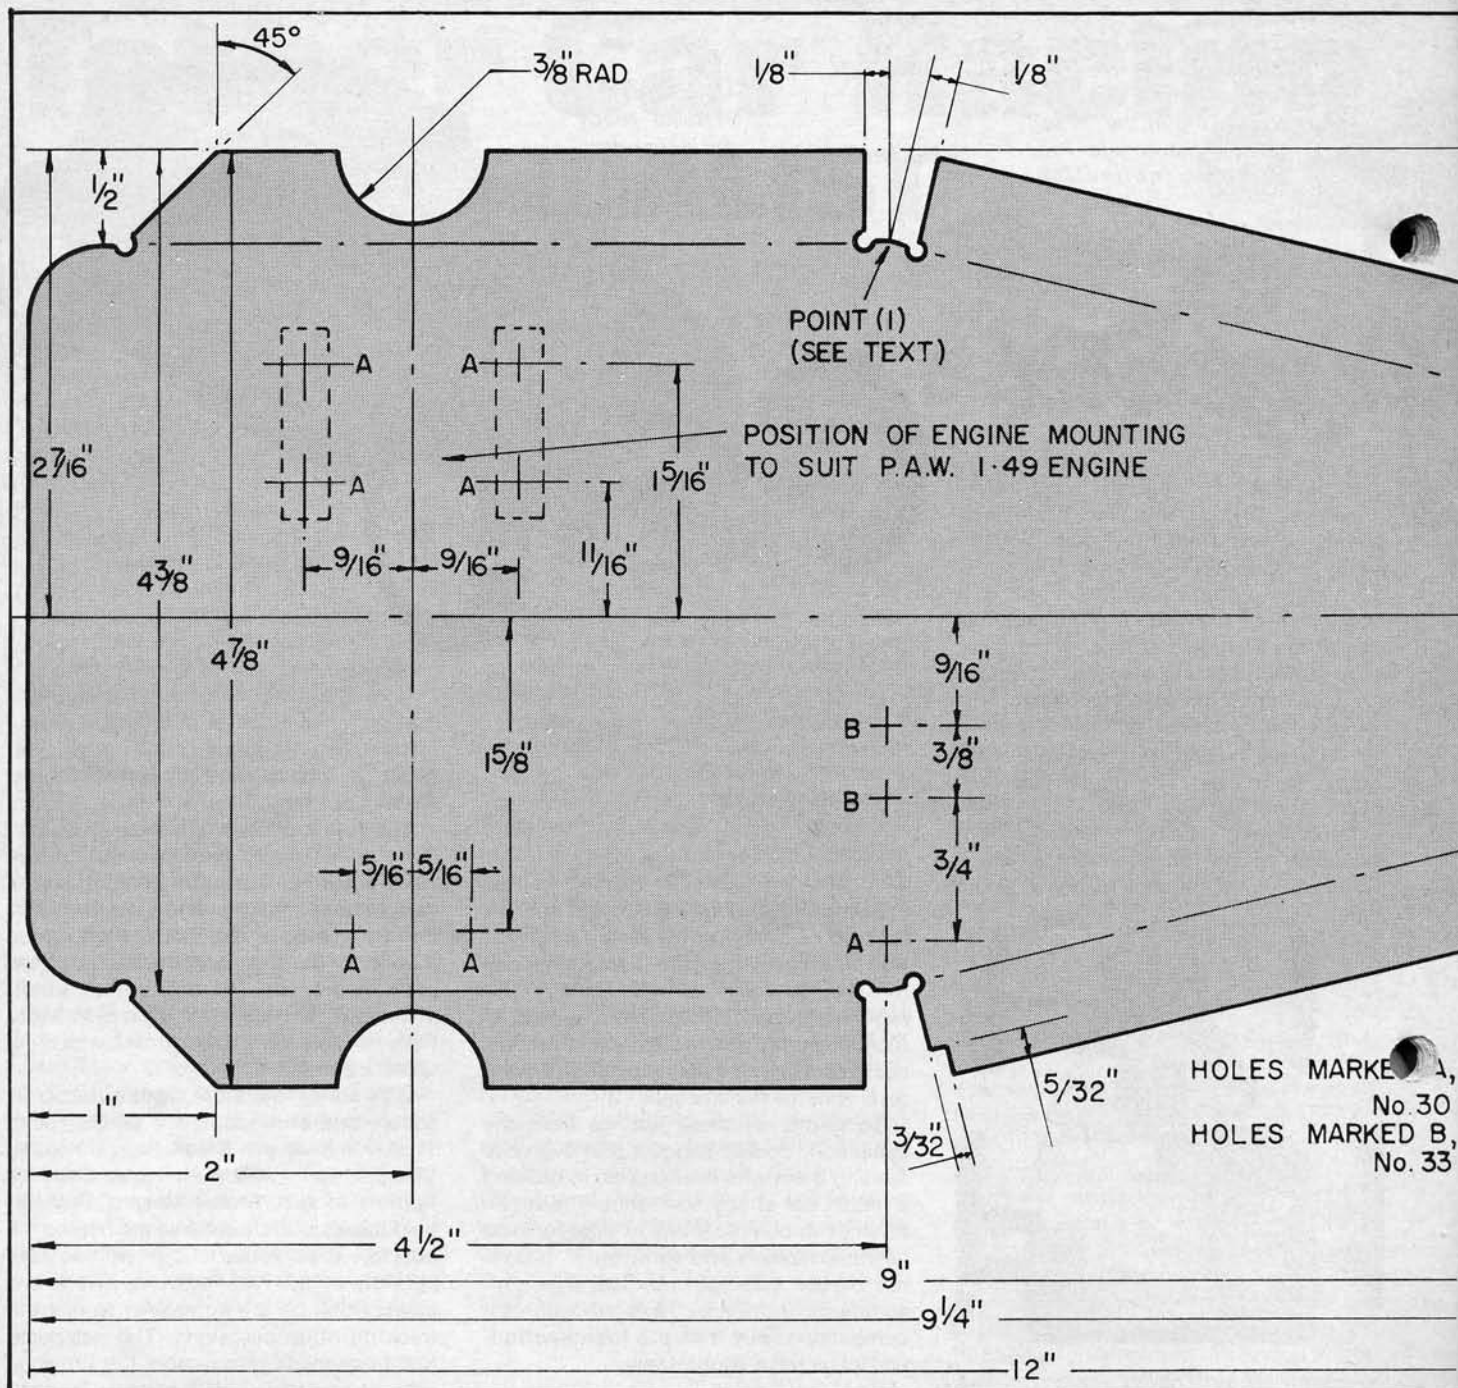 45°
3/8" RAD
1/8"
1/8"
1/2"
POINT (1)
(SEE TEXT)
A
A
2 7/16"
POSITION OF ENGINE MOUNTING
TO SUIT P.A.W. 1·49 ENGINE
1 5/16"
A
A
9/16"
9/16"
11/16"
4 3/8"
4 7/8"
9/16"
B
3/8"
1 5/8"
B
3/4"
5/16"
5/16"
A
A
A
5/32"
HOLES MARKED A,
No. 30
HOLES MARKED B,
No. 33
1"
3/32"
2"
4 1/2"
9"
9 1/4"
12"